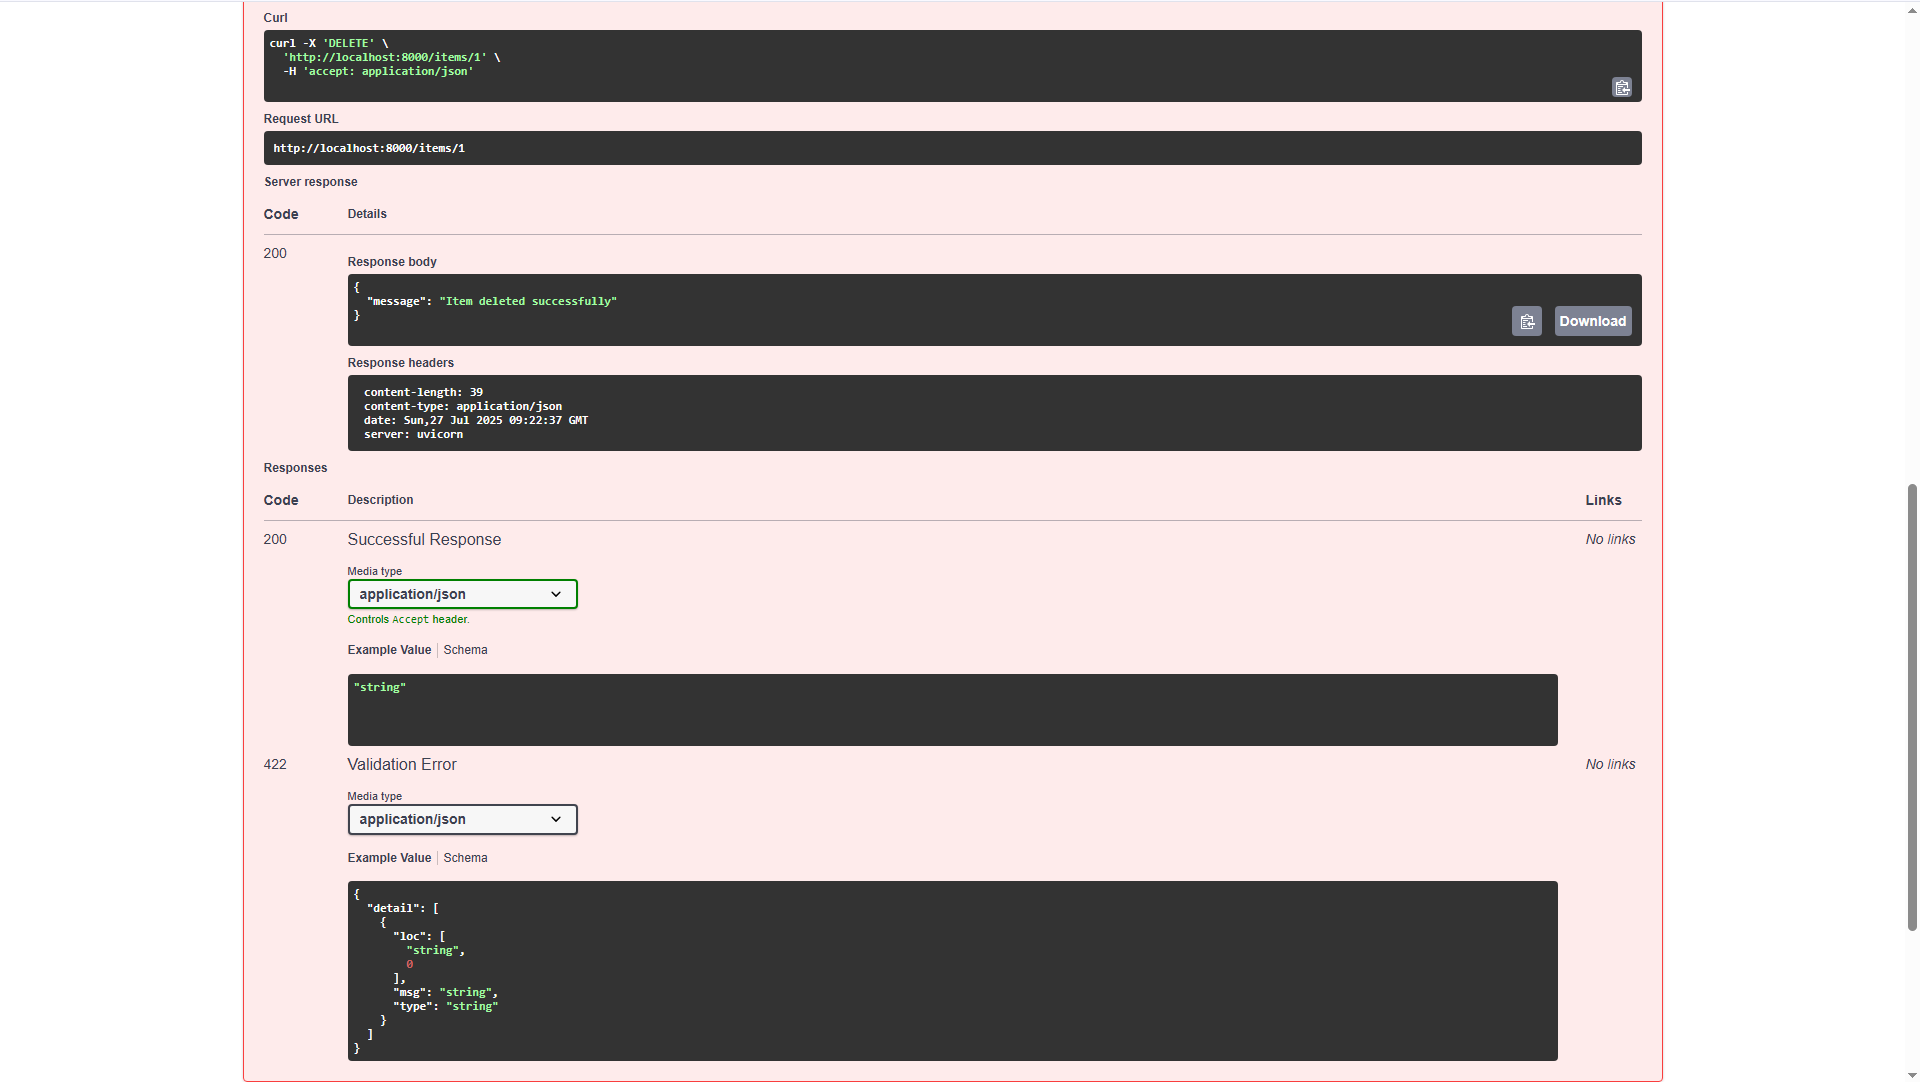 Curl
curl -X 'DELETE' \
  'http://localhost:8000/items/1' \
  -H 'accept: application/json'
Request URL
http://localhost:8000/items/1
Server response
Code Details
200
Response body
{
  "message": "Item deleted successfully"
}
Download
Response headers
content-length: 39
content-type: application/json
date: Sun,27 Jul 2025 09:22:37 GMT
server: uvicorn
Responses
Code Description Links
200 Successful Response No links
Media type
application/json
Controls Accept header.
Example Value Schema
"string"
422 Validation Error No links
Media type
application/json
Example Value Schema
{
  "detail": [
    {
      "loc": [
        "string",
        0
      ],
      "msg": "string",
      "type": "string"
    }
  ]
}